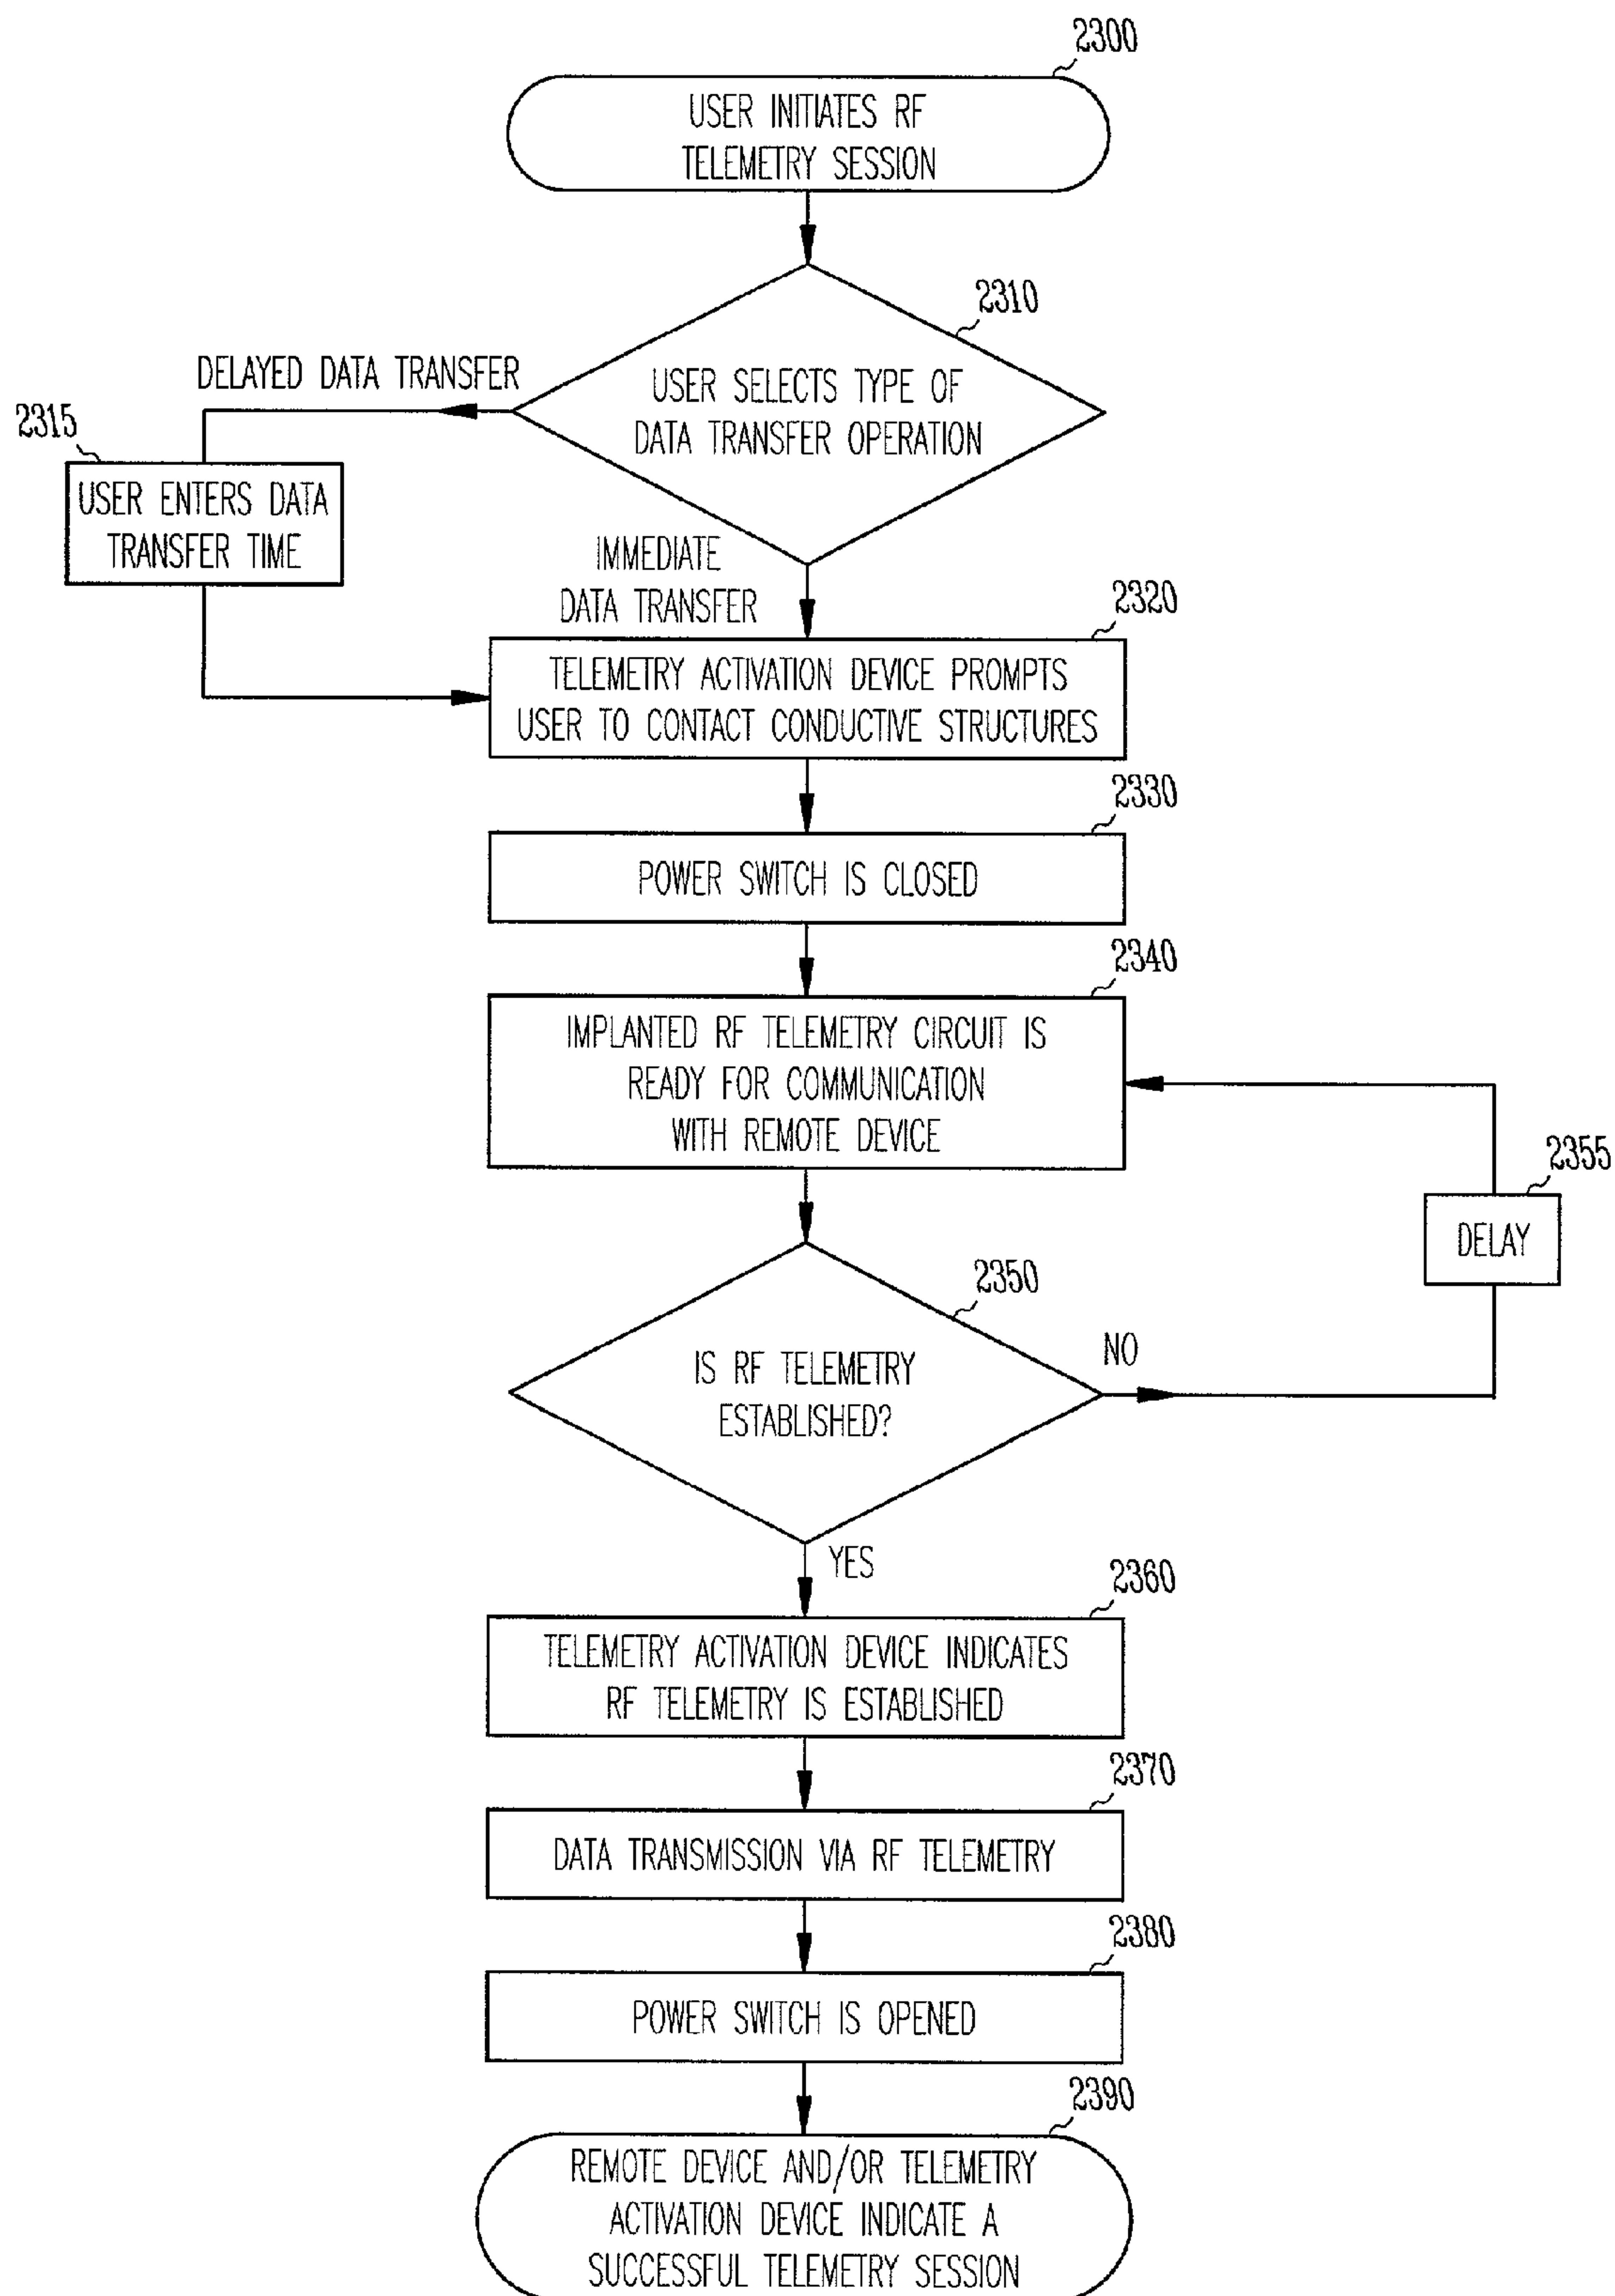 2300
USER INITIATES RF
TELEMETRY SESSION
2310
USER SELECTS TYPE OF
DATA TRANSFER OPERATION
DELAYED DATA TRANSFER
2315
USER ENTERS DATA
TRANSFER TIME
IMMEDIATE
DATA TRANSFER
2320
TELEMETRY ACTIVATION DEVICE PROMPTS
USER TO CONTACT CONDUCTIVE STRUCTURES
2330
POWER SWITCH IS CLOSED
2340
IMPLANTED RF TELEMETRY CIRCUIT IS
READY FOR COMMUNICATION
WITH REMOTE DEVICE
2355
DELAY
2350
IS RF TELEMETRY
ESTABLISHED?
NO
YES
2360
TELEMETRY ACTIVATION DEVICE INDICATES
RF TELEMETRY IS ESTABLISHED
2370
DATA TRANSMISSION VIA RF TELEMETRY
2380
POWER SWITCH IS OPENED
2390
REMOTE DEVICE AND/OR TELEMETRY
ACTIVATION DEVICE INDICATE A
SUCCESSFUL TELEMETRY SESSION